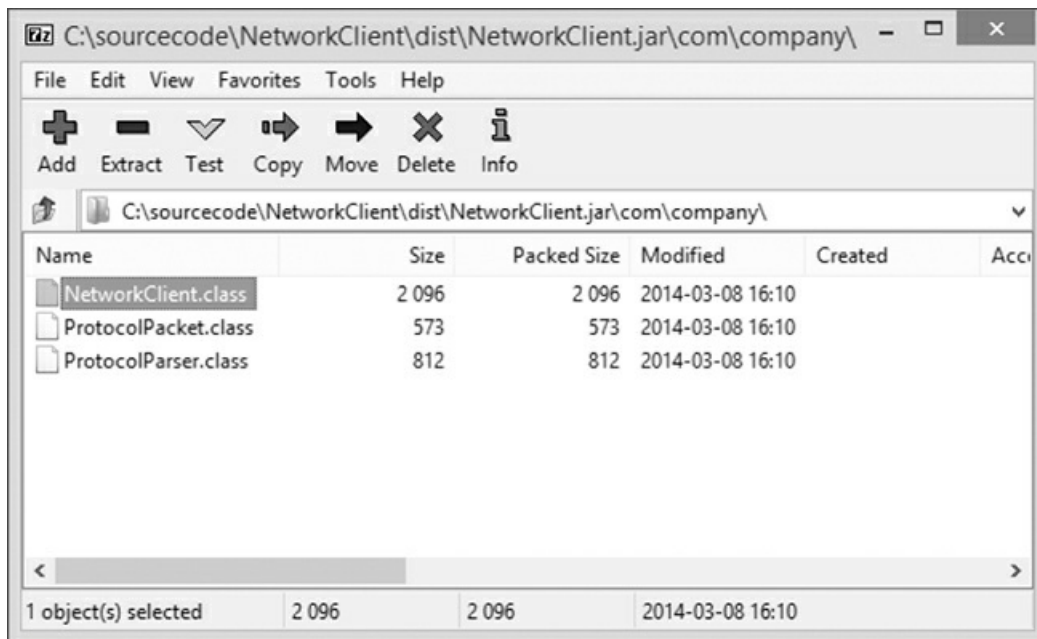 7z C:\sourcecode\NetworkClient\dist\NetworkClient.jar\com\company\
File Edit View Favorites Tools Help
Add Extract Test Copy Move Delete Info
C:\sourcecode\NetworkClient\dist\NetworkClient.jar\com\company\
Name Size Packed Size Modified Created Acc
NetworkClient.class 2 096 2 096 2014-03-08 16:10
ProtocolPacket.class 573 573 2014-03-08 16:10
ProtocolParser.class 812 812 2014-03-08 16:10
1 object(s) selected 2 096 2 096 2014-03-08 16:10